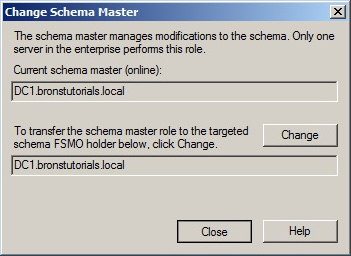 Change Schema Master
The schema master manages modifications to the schema. Only one
server in the enterprise performs this role.
Current schema master (online):
DC1.bronstutorials.local
To transfer the schema master role to the targeted
schema FSMO holder below, click Change.
Change
DC1.bronstutorials.local
Close
Help